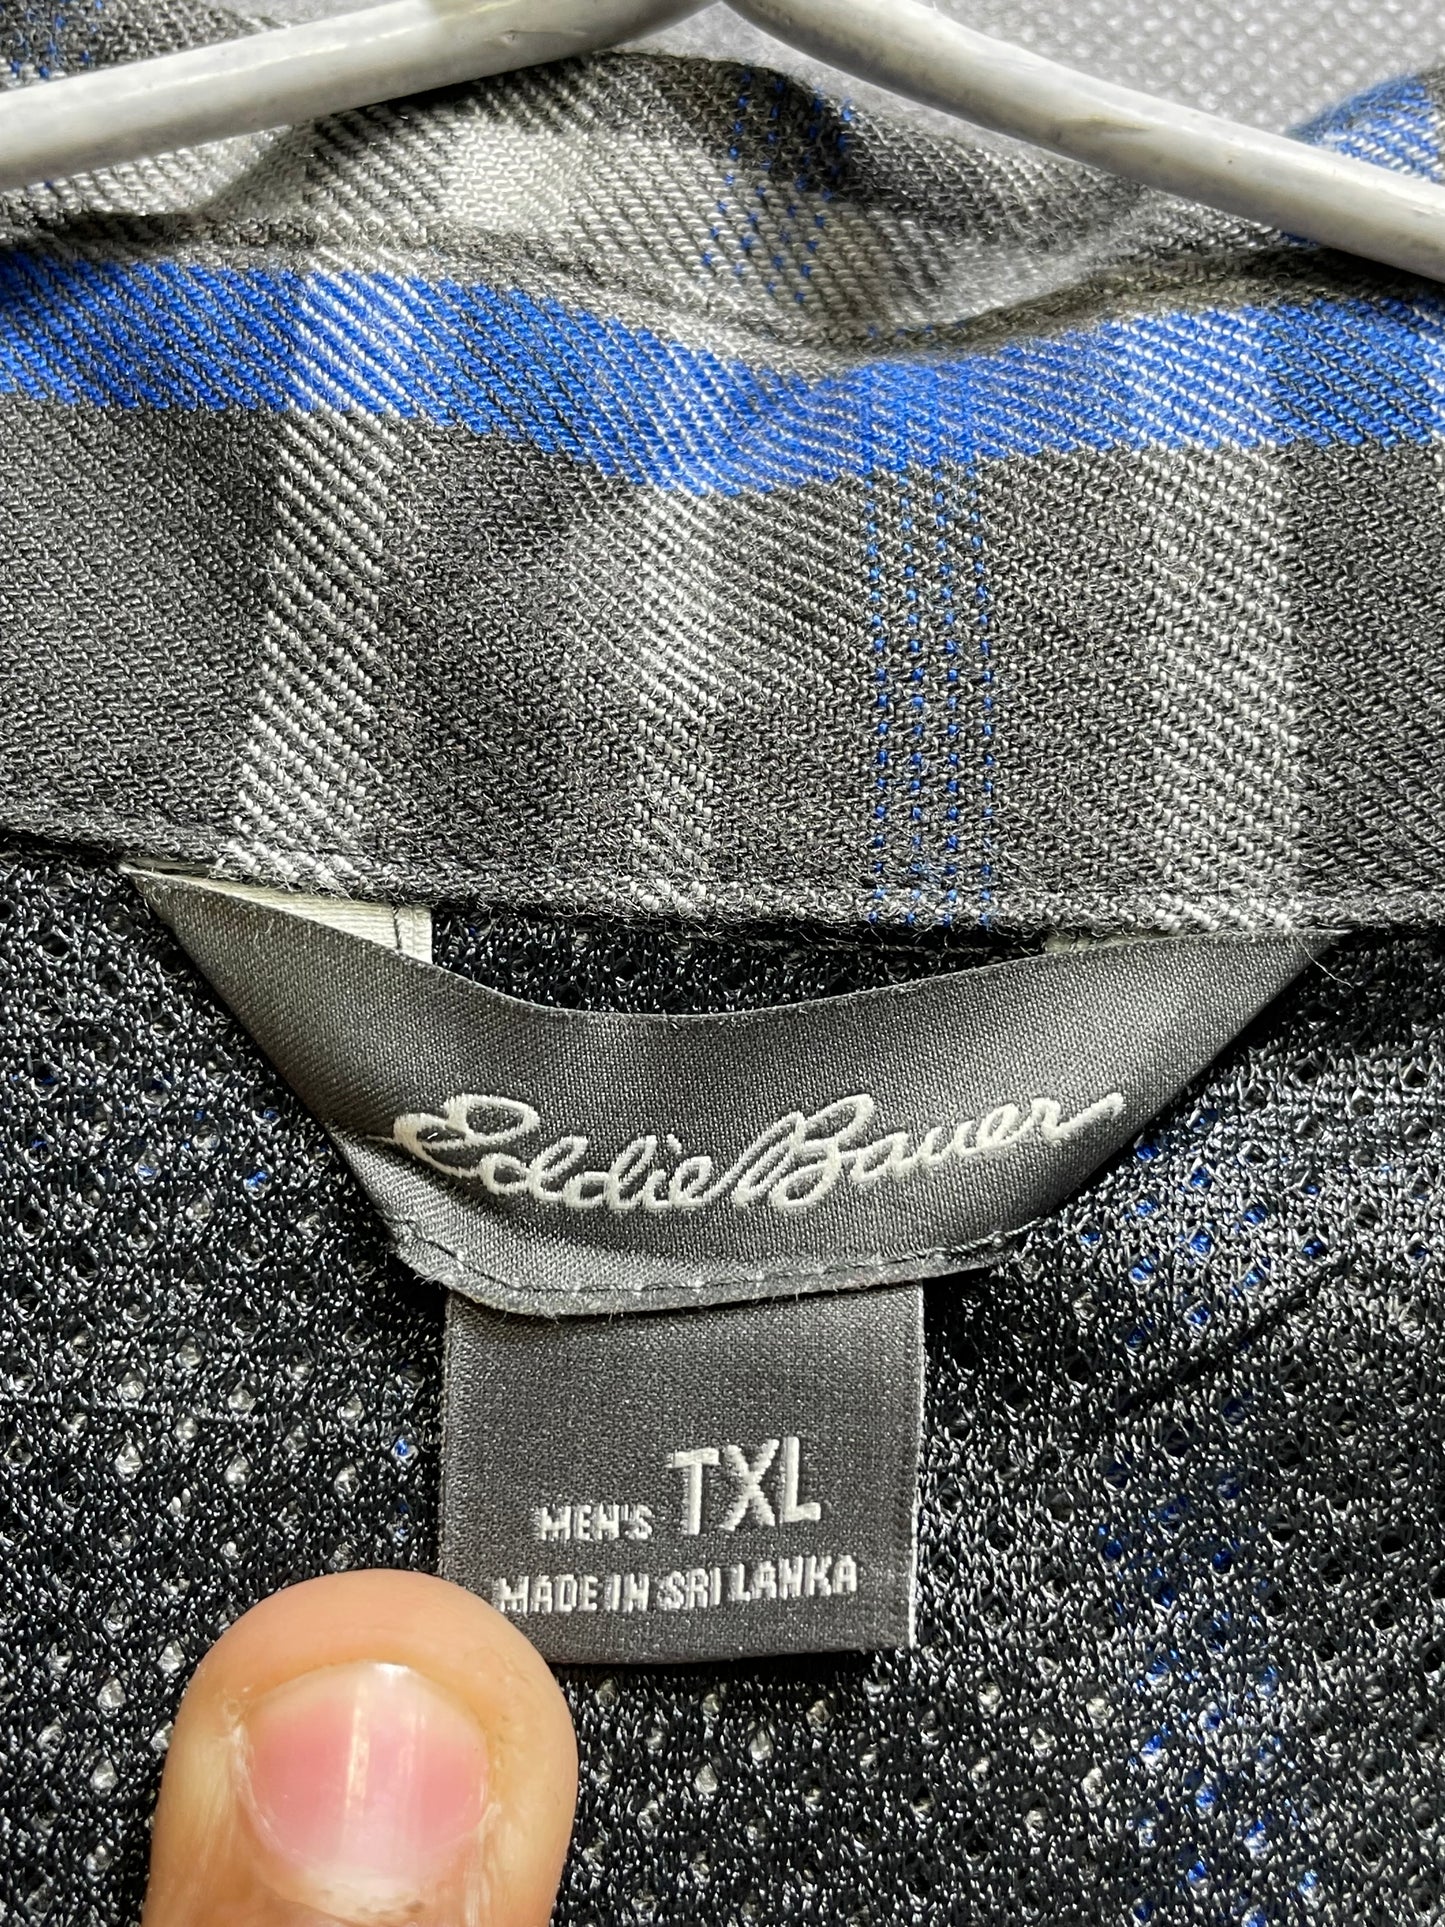 Eddie Bauer
MEN'S TXL
MADE IN SRI LANKA